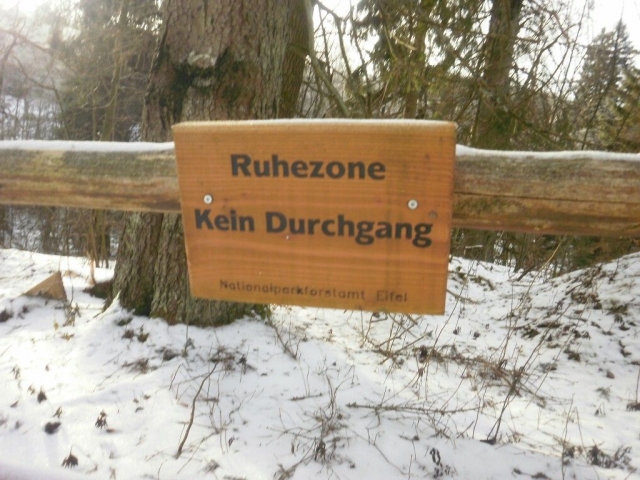 Ruhezone
Kein Durchgang
Nationalparkforstamt Eifel